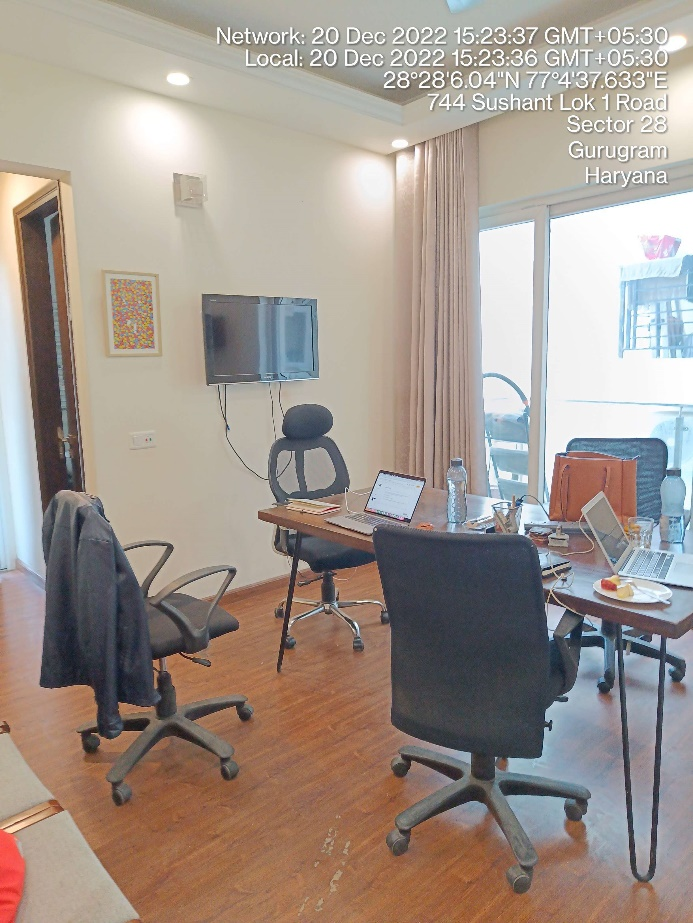 Network: 20 Dec 2022 15:23:37 GMT+05:30
Local: 20 Dec 2022 15:23:36 GMT+05:30
28°28'6.04"N 77°4'37.633"E
744 Sushant Lok 1 Road
Sector 28
Gurugram
Haryana